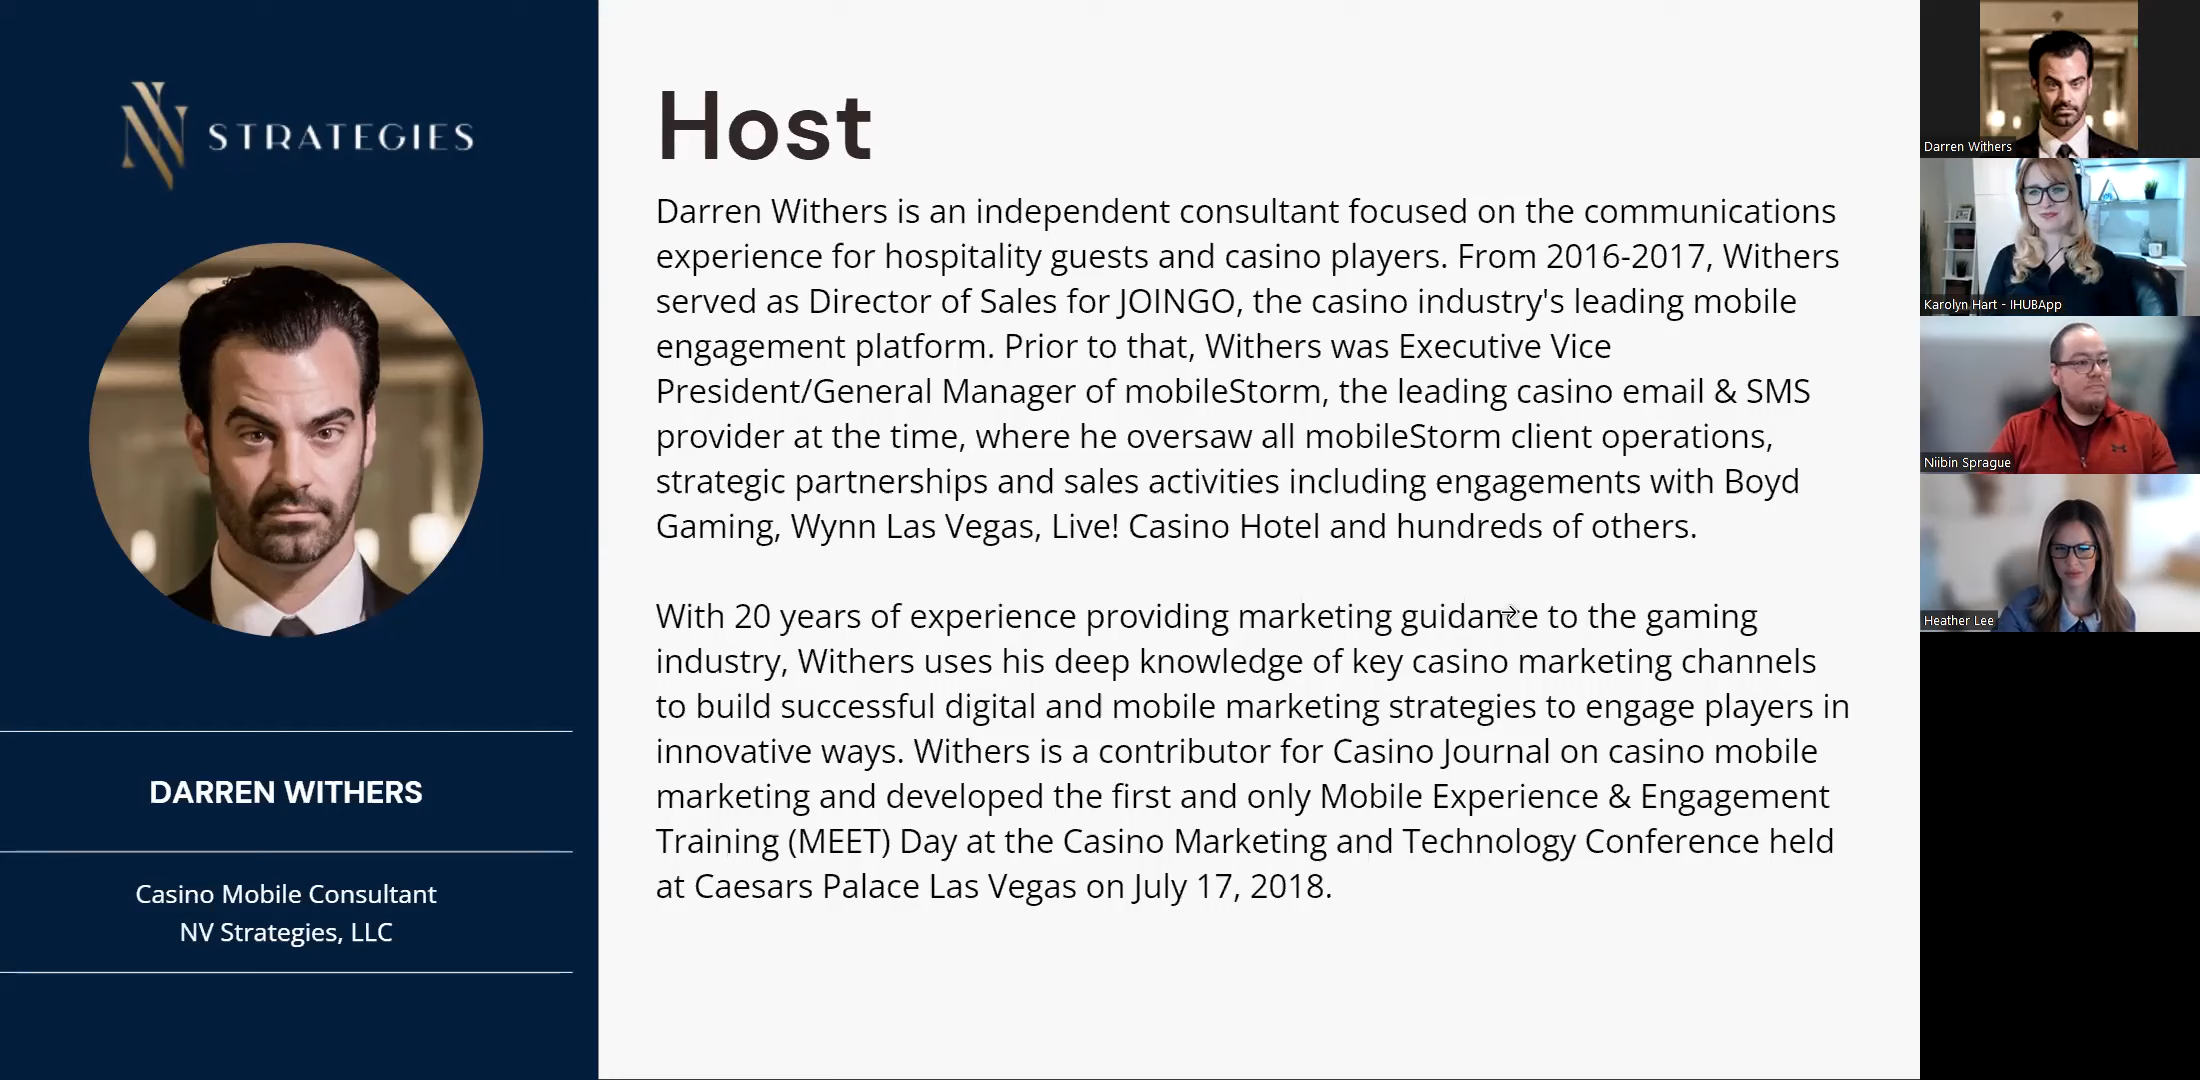 NV STRATEGIES
DARREN WITHERS
Casino Mobile Consultant
NV Strategies, LLC
Host
Darren Withers is an independent consultant focused on the communications
experience for hospitality guests and casino players. From 2016-2017, Withers
served as Director of Sales for JOINGO, the casino industry's leading mobile
engagement platform. Prior to that, Withers was Executive Vice
President/General Manager of mobileStorm, the leading casino email & SMS
provider at the time, where he oversaw all mobileStorm client operations,
strategic partnerships and sales activities including engagements with Boyd
Gaming, Wynn Las Vegas, Live! Casino Hotel and hundreds of others.
With 20 years of experience providing marketing guidance to the gaming
industry, Withers uses his deep knowledge of key casino marketing channels
to build successful digital and mobile marketing strategies to engage players in
innovative ways. Withers is a contributor for Casino Journal on casino mobile
marketing and developed the first and only Mobile Experience & Engagement
Training (MEET) Day at the Casino Marketing and Technology Conference held
at Caesars Palace Las Vegas on July 17, 2018.
Darren Withers
Karolyn Hart - IHUBApp
Niibin Sprague
Heather Lee